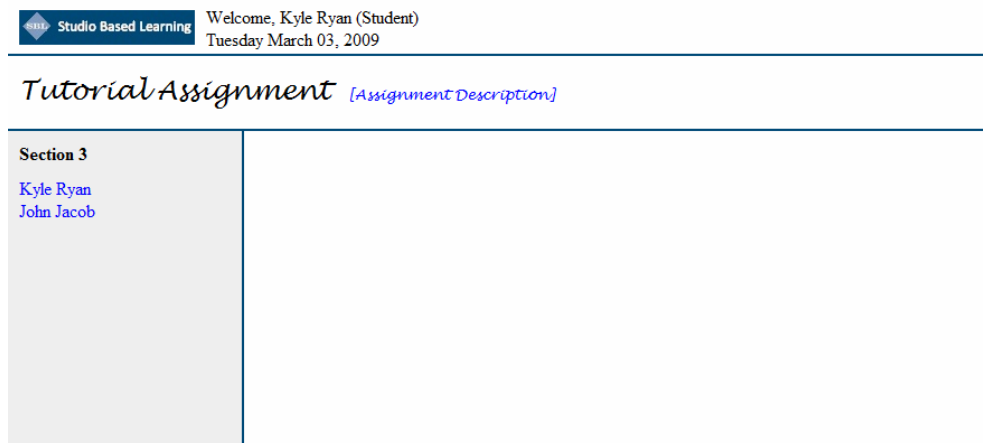 SBL Studio Based Learning
Welcome, Kyle Ryan (Student)
Tuesday March 03, 2009
Tutorial Assignment [Assignment Description]
Section 3
Kyle Ryan
John Jacob